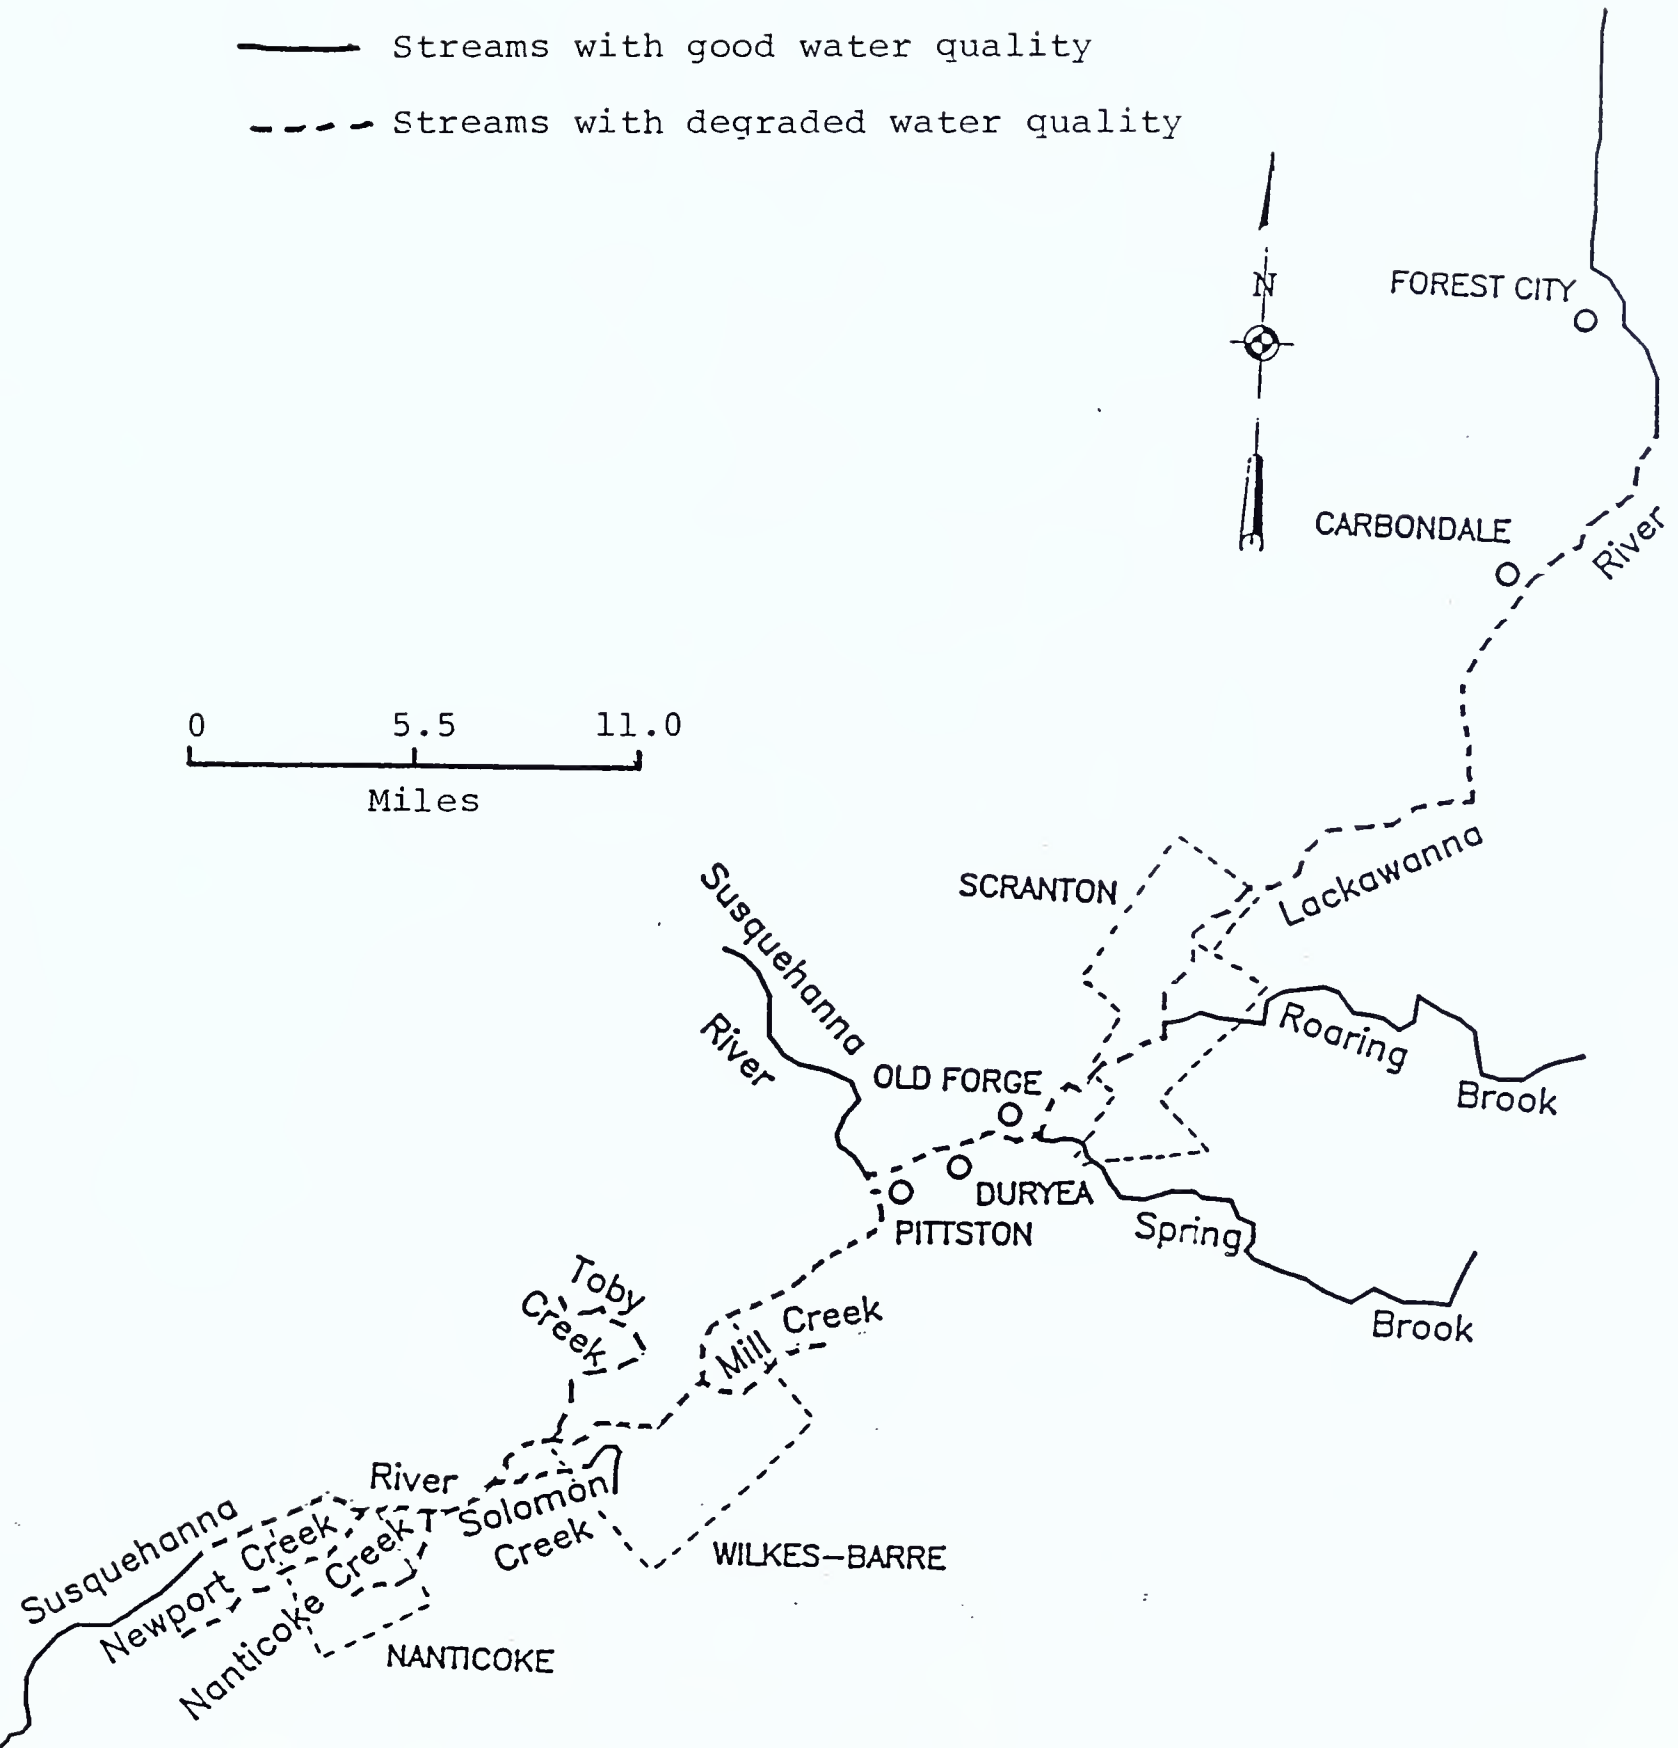 Streams with good water quality
Streams with degraded water quality
N
FOREST CITY
CARBONDALE
River
0 5.5 11.0
Miles
Lackawanna
SCRANTON
Susquehanna
River
Roaring
Brook
OLD FORGE
DURYEA
PITTSTON
Spring
Brook
Toby
Creek
Mill Creek
River
Susquehanna
Solomon
Creek
Newport Creek
Nanticoke Creek
WILKES-BARRE
NANTICOKE